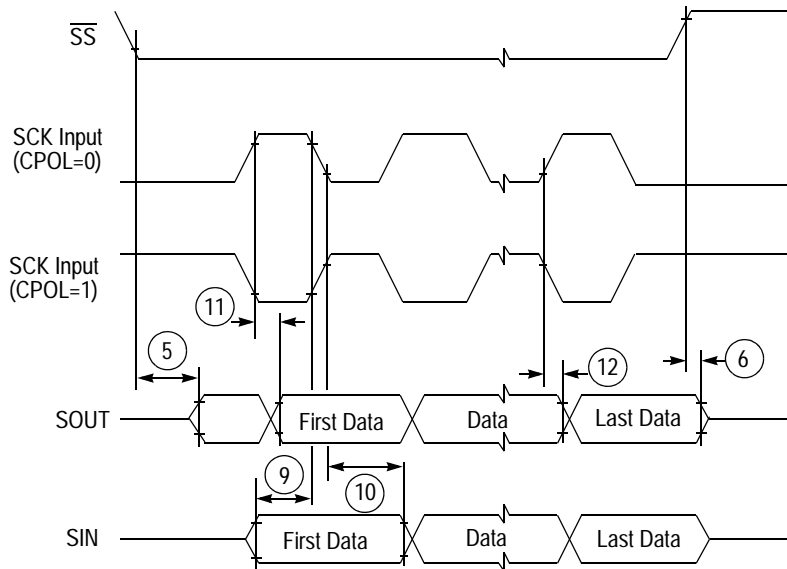 SS
SCK Input
(CPOL=0)
SCK Input
(CPOL=1)
11
5
12
6
SOUT
First Data
Data
Last Data
9
10
SIN
First Data
Data
Last Data